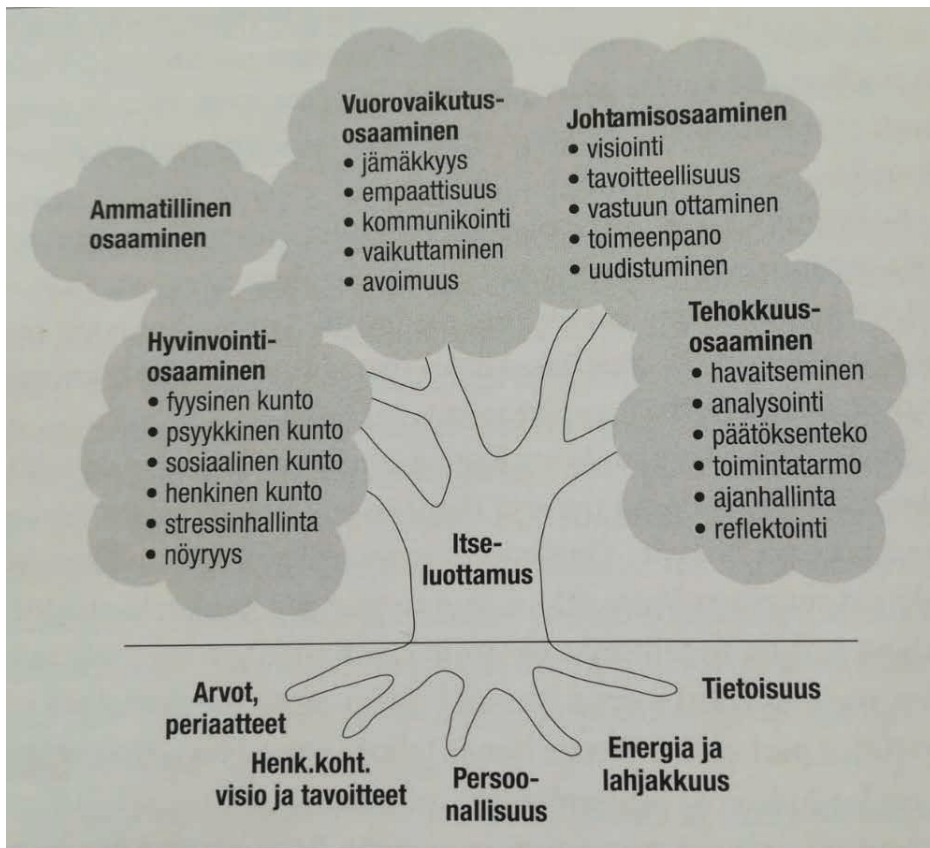 Ammatillinen
osaaminen
Vuorovaikutus-
osaaminen
• jämäkkyys
• empaattisuus
• kommunikointi
• vaikuttaminen
• avoimuus
Johtamisosaaminen
• visiointi
• tavoitteellisuus
• vastuun ottaminen
• toimeenpano
• uudistuminen
Hyvinvointi-
osaaminen
• fyysinen kunto
• psyykkinen kunto
• sosiaalinen kunto
• henkinen kunto
• stressinhallinta
• nöyryys
Tehokkuus-
osaaminen
• havaitseminen
• analysointi
• päätöksenteko
• toimintatarmo
• ajanhallinta
• reflektointi
Itse-
luottamus
Arvot,
periaatteet
Henk.koht.
visio ja tavoitteet
Persoo-
nallisuus
Energia ja
lahjakkuus
Tietoisuus